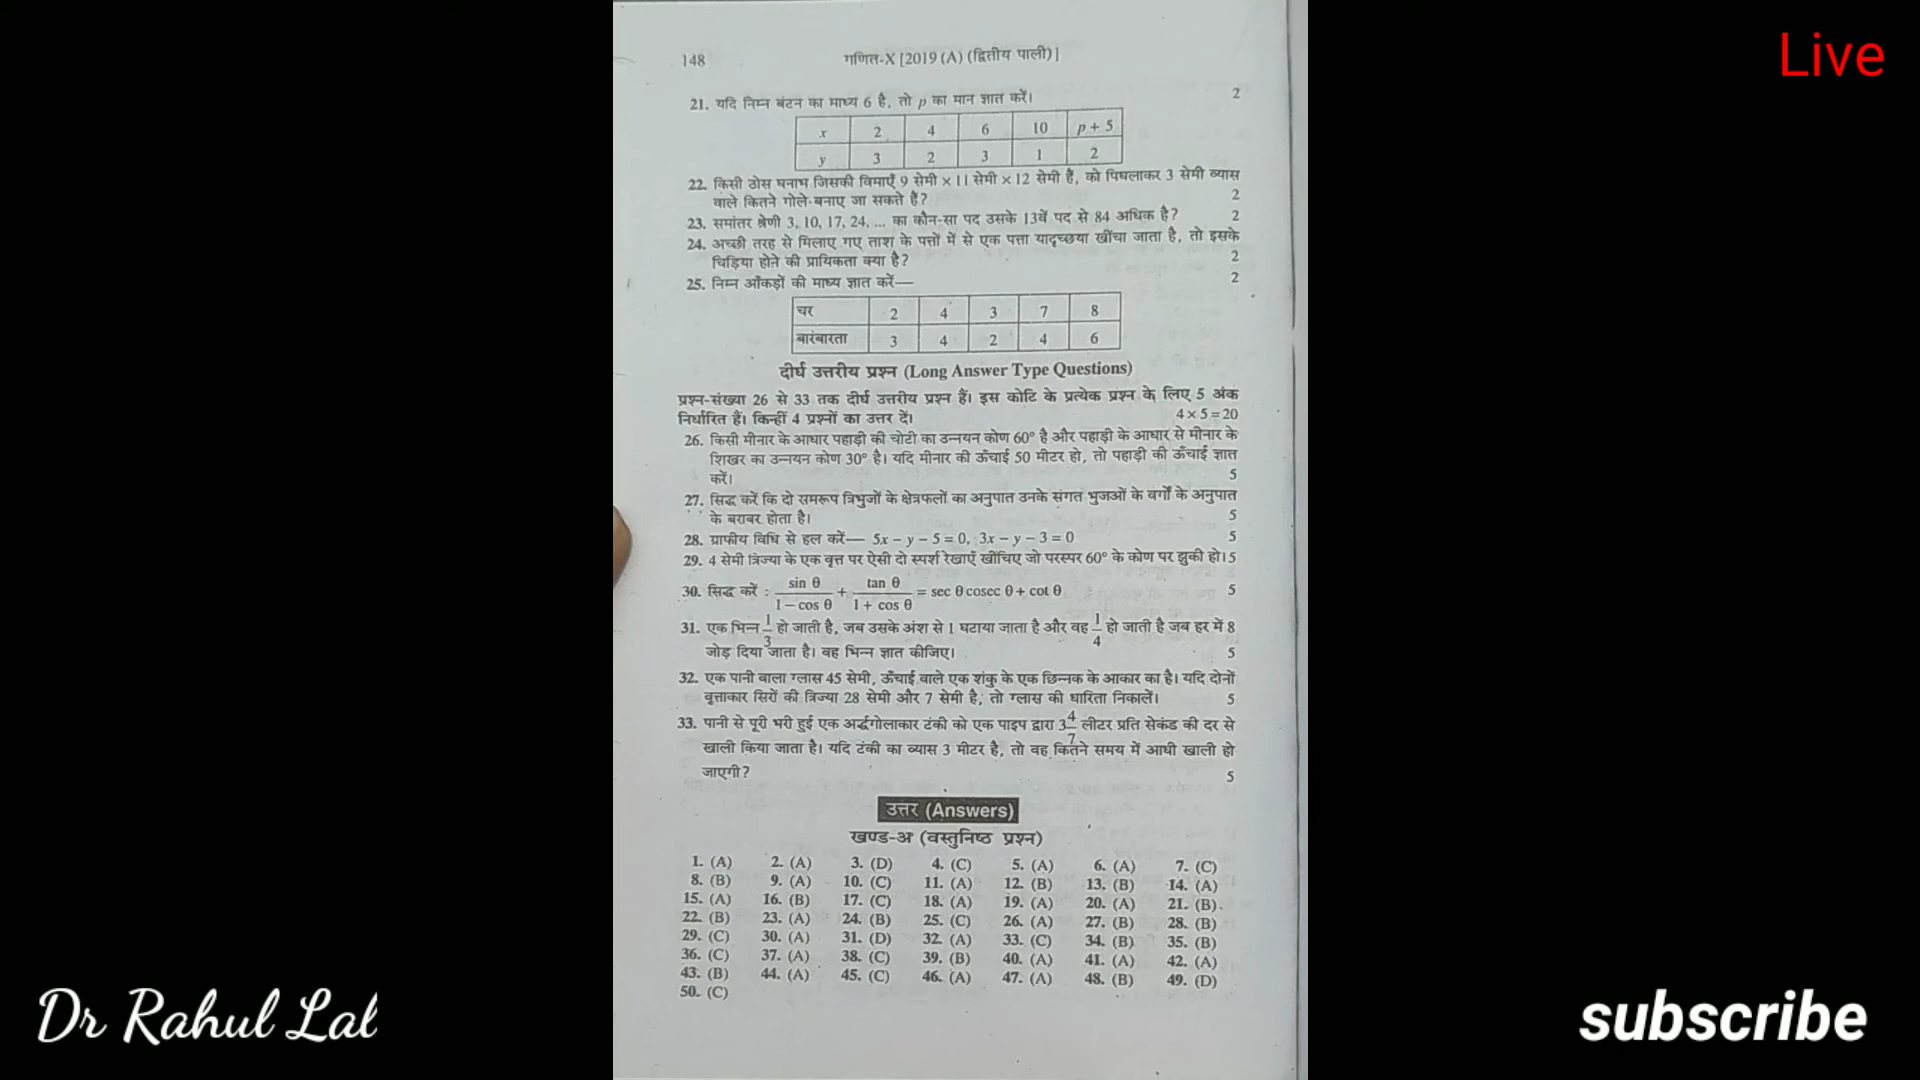 Live
148 गणित-X [2019 (A) (द्वितीय पाली)]
21. यदि निम्न बंटन का माध्य 6 है, तो p का मान ज्ञात करें। 2
x 2 4 6 10 p + 5
y 3 2 3 1 2
22. किसी ठोस घनाभ जिसकी विमाएँ 9 सेमी × 11 सेमी × 12 सेमी हैं, को पिघलाकर 3 सेमी व्यास
वाले कितने गोले बनाए जा सकते हैं? 2
23. समांतर श्रेणी 3, 10, 17, 24, ... का कौन-सा पद उसके 13वें पद से 84 अधिक है? 2
24. अच्छी तरह से मिलाए गए ताश के पत्तों में से एक पत्ता यादृच्छया खींचा जाता है, तो इसके
चिड़िया होने की प्रायिकता क्या है? 2
25. निम्न आँकड़ों की माध्य ज्ञात करें— 2
चर 2 4 3 7 8
बारंबारता 3 4 2 4 6
दीर्घ उत्तरीय प्रश्न (Long Answer Type Questions)
प्रश्न-संख्या 26 से 33 तक दीर्घ उत्तरीय प्रश्न हैं। इस कोटि के प्रत्येक प्रश्न के लिए 5 अंक
निर्धारित हैं। किन्हीं 4 प्रश्नों का उत्तर दें। 4 × 5 = 20
26. किसी मीनार के आधार पहाड़ी की चोटी का उन्नयन कोण 60° है और पहाड़ी के आधार से मीनार के
शिखर का उन्नयन कोण 30° है। यदि मीनार की ऊँचाई 50 मीटर हो, तो पहाड़ी की ऊँचाई ज्ञात
करें। 5
27. सिद्ध करें कि दो समरूप त्रिभुजों के क्षेत्रफलों का अनुपात उनके संगत भुजओं के वर्गों के अनुपात
के बराबर होता है। 5
28. ग्राफीय विधि से हल करें— 5x – y – 5 = 0, 3x – y – 3 = 0 5
29. 4 सेमी त्रिज्या के एक वृत्त पर ऐसी दो स्पर्श रेखाएँ खींचिए जो परस्पर 60° के कोण पर झुकी हो। 5
30. सिद्ध करें : sin θ / 1 – cos θ + tan θ / 1 + cos θ = sec θ cosec θ + cot θ 5
31. एक भिन्न 1/3 हो जाती है, जब उसके अंश से 1 घटाया जाता है और वह 1/4 हो जाती है जब हर में 8
जोड़ दिया जाता है। वह भिन्न ज्ञात कीजिए। 5
32. एक पानी वाला ग्लास 45 सेमी, ऊँचाई वाले एक शंकु के एक छिन्नक के आकार का है। यदि दोनों
वृत्ताकार सिरों की त्रिज्या 28 सेमी और 7 सेमी है, तो ग्लास की धारिता निकालें। 5
33. पानी से पूरी भरी हुई एक अर्द्धगोलाकार टंकी को एक पाइप द्वारा 3 4/7 लीटर प्रति सेकंड की दर से
खाली किया जाता है। यदि टंकी का व्यास 3 मीटर है, तो वह कितने समय में आधी खाली हो
जाएगी? 5
उत्तर (Answers)
खण्ड-अ (वस्तुनिष्ठ प्रश्न)
1. (A) 2. (A) 3. (D) 4. (C) 5. (A) 6. (A) 7. (C)
8. (B) 9. (A) 10. (C) 11. (A) 12. (B) 13. (B) 14. (A)
15. (A) 16. (B) 17. (C) 18. (A) 19. (A) 20. (A) 21. (B)
22. (B) 23. (A) 24. (B) 25. (C) 26. (A) 27. (B) 28. (B)
29. (C) 30. (A) 31. (D) 32. (A) 33. (C) 34. (B) 35. (B)
36. (C) 37. (A) 38. (C) 39. (B) 40. (A) 41. (A) 42. (A)
43. (B) 44. (A) 45. (C) 46. (A) 47. (A) 48. (B) 49. (D)
50. (C)
Dr Rahul Lal
subscribe